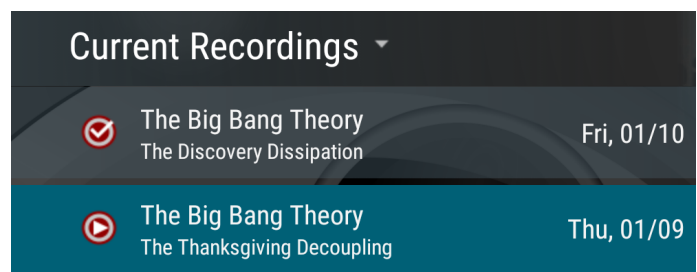 Current Recordings
The Big Bang Theory
Fri, 01/10
The Discovery Dissipation
The Big Bang Theory
Thu, 01/09
The Thanksgiving Decoupling